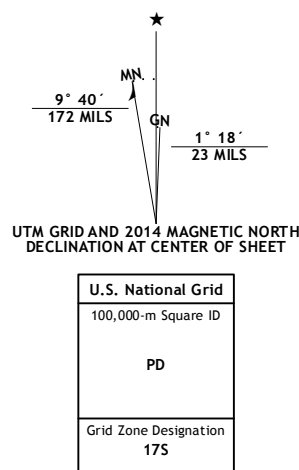 MN
GN
9° 40´
172 MILS
1° 18´
23 MILS
UTM GRID AND 2014 MAGNETIC NORTH
DECLINATION AT CENTER OF SHEET
U.S. National Grid
100,000-m Square ID
PD
Grid Zone Designation
17S